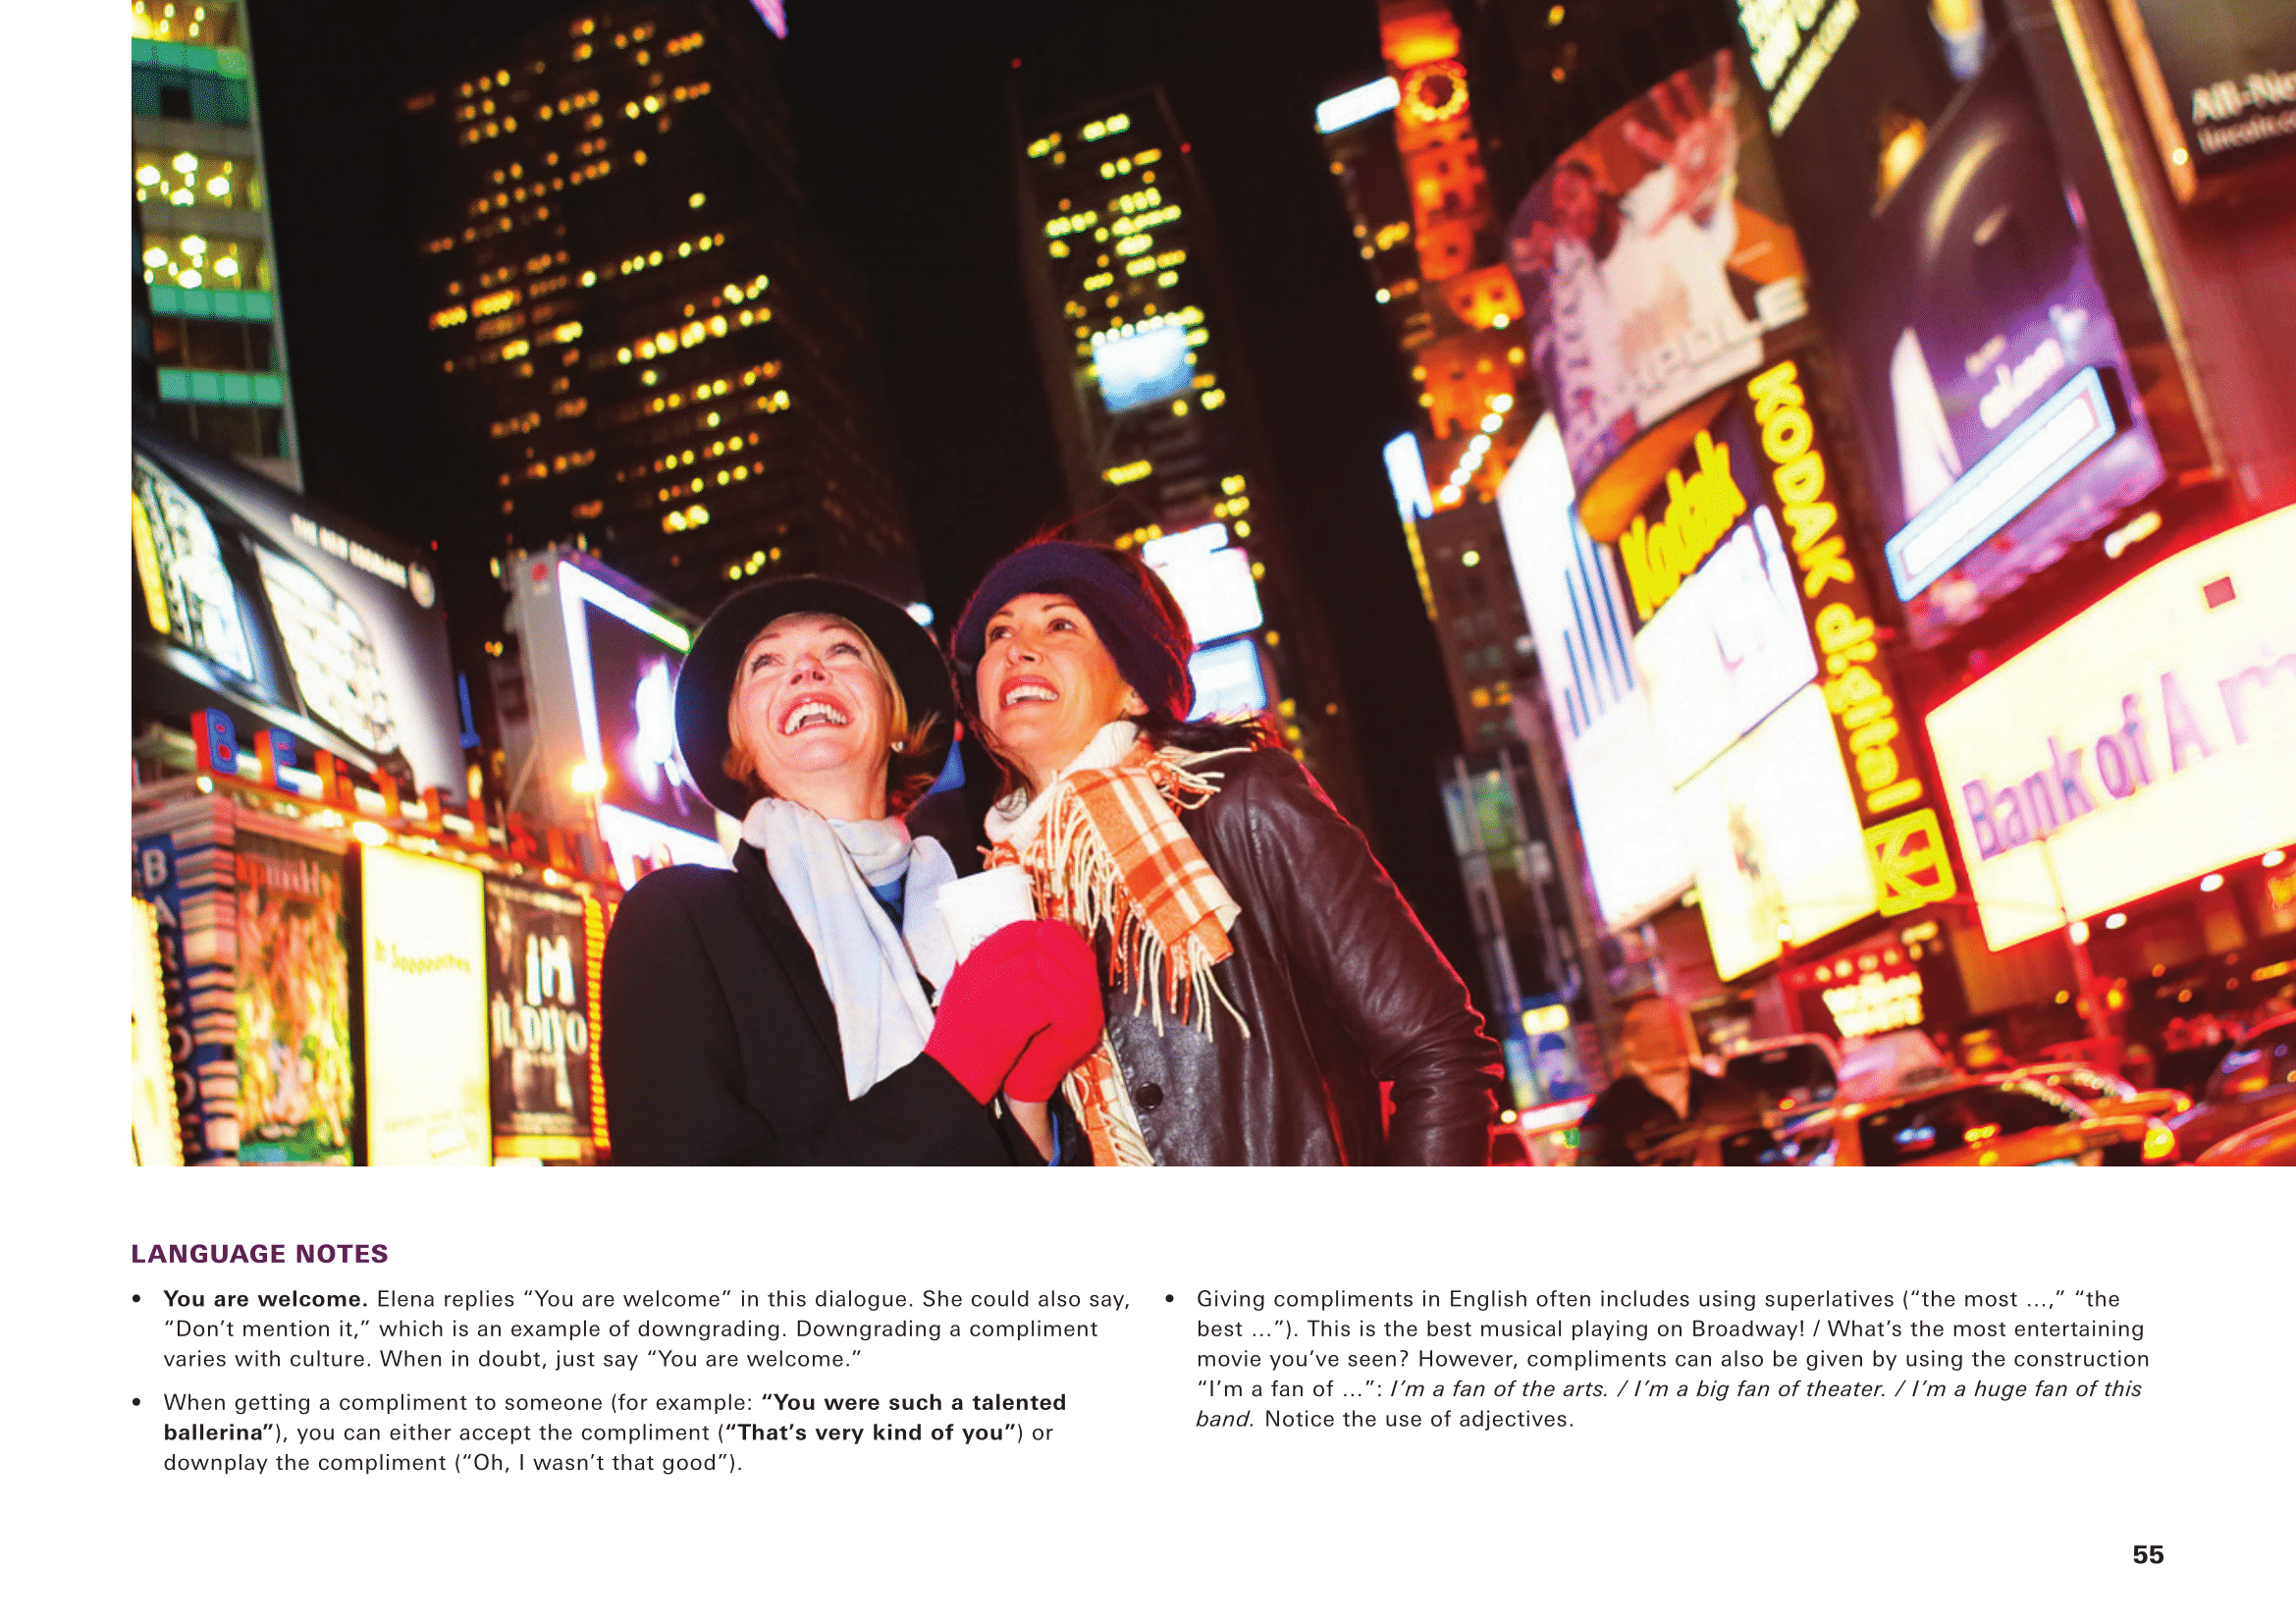 All-Ne
lincoln.co
Kodak
KODAK digital
Bank of Am
B
LANGUAGE NOTES
• You are welcome. Elena replies “You are welcome” in this dialogue. She could also say,
“Don’t mention it,” which is an example of downgrading. Downgrading a compliment
varies with culture. When in doubt, just say “You are welcome.”
• When getting a compliment to someone (for example: “You were such a talented
ballerina”), you can either accept the compliment (“That’s very kind of you”) or
downplay the compliment (“Oh, I wasn’t that good”).
• Giving compliments in English often includes using superlatives (“the most …,” “the
best …”). This is the best musical playing on Broadway! / What’s the most entertaining
movie you’ve seen? However, compliments can also be given by using the construction
“I’m a fan of …”: I’m a fan of the arts. / I’m a big fan of theater. / I’m a huge fan of this
band. Notice the use of adjectives.
55